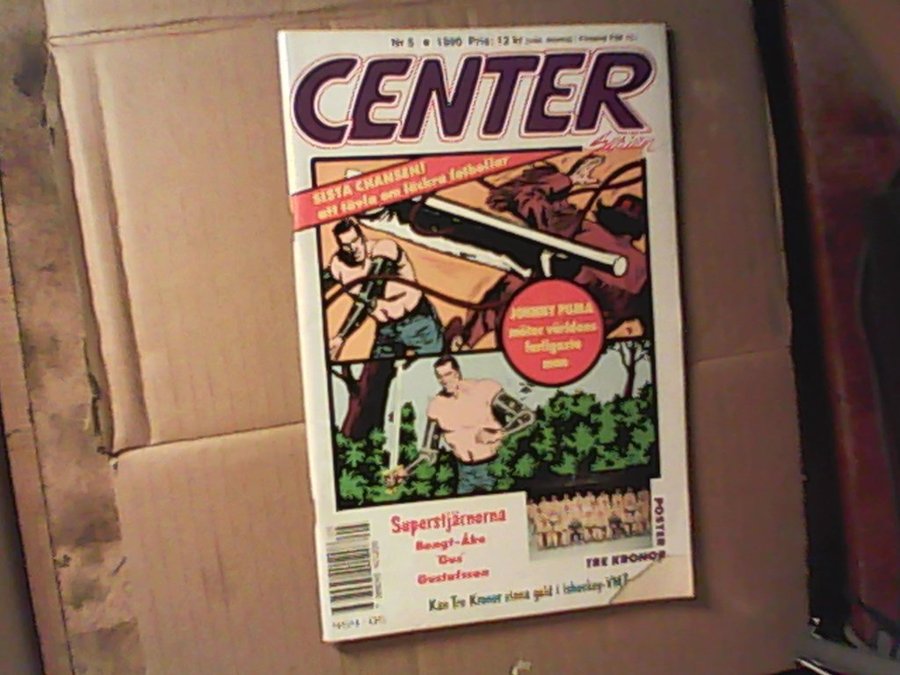 Nr 5 • 1990 Pris: 12 kr
CENTER
Serien
SISTA CHANSEN!
att tävla om läckra fotbollar
JOHNNY PUMA
möter världens
farligaste
man
Superstjärnorna
Bengt-Åke
"Gus"
Gustafsson
POSTER
TRE KRONOR
Kan Tre Kronor vinna guld i Ishockey-VM?